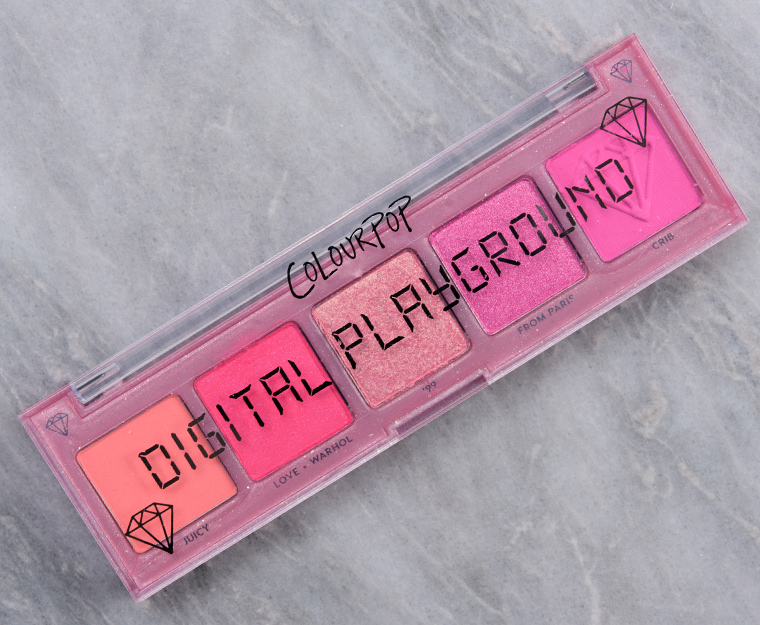 COLOURPOP
DIGITAL PLAYGROUND
JUICY
LOVE + WARHOL
'99
FROM PARIS
CRIB